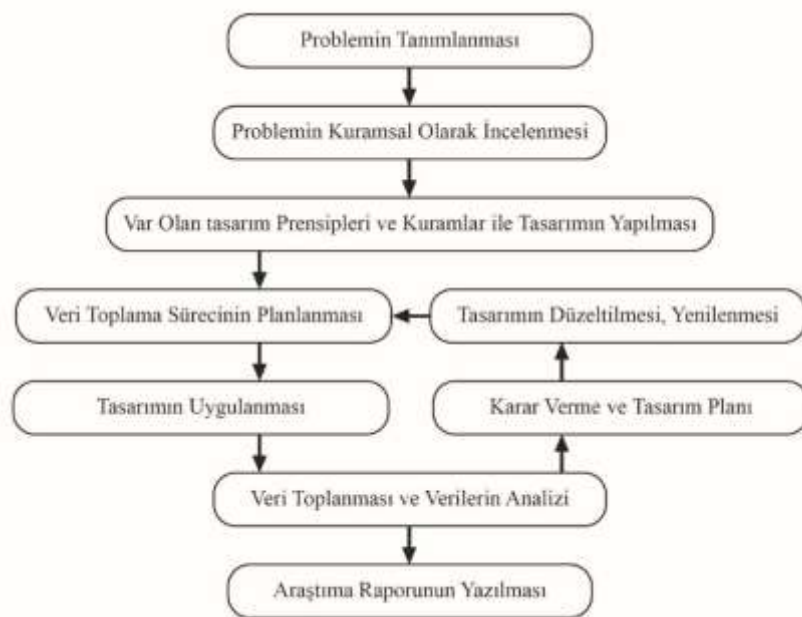 Problemin Tanımlanması
Problemin Kuramsal Olarak İncelenmesi
Var Olan tasarım Prensipleri ve Kuramlar ile Tasarımın Yapılması
Veri Toplama Sürecinin Planlanması
Tasarımın Düzeltilmesi, Yenilenmesi
Tasarımın Uygulanması
Karar Verme ve Tasarım Planı
Veri Toplanması ve Verilerin Analizi
Araştıma Raporunun Yazılması